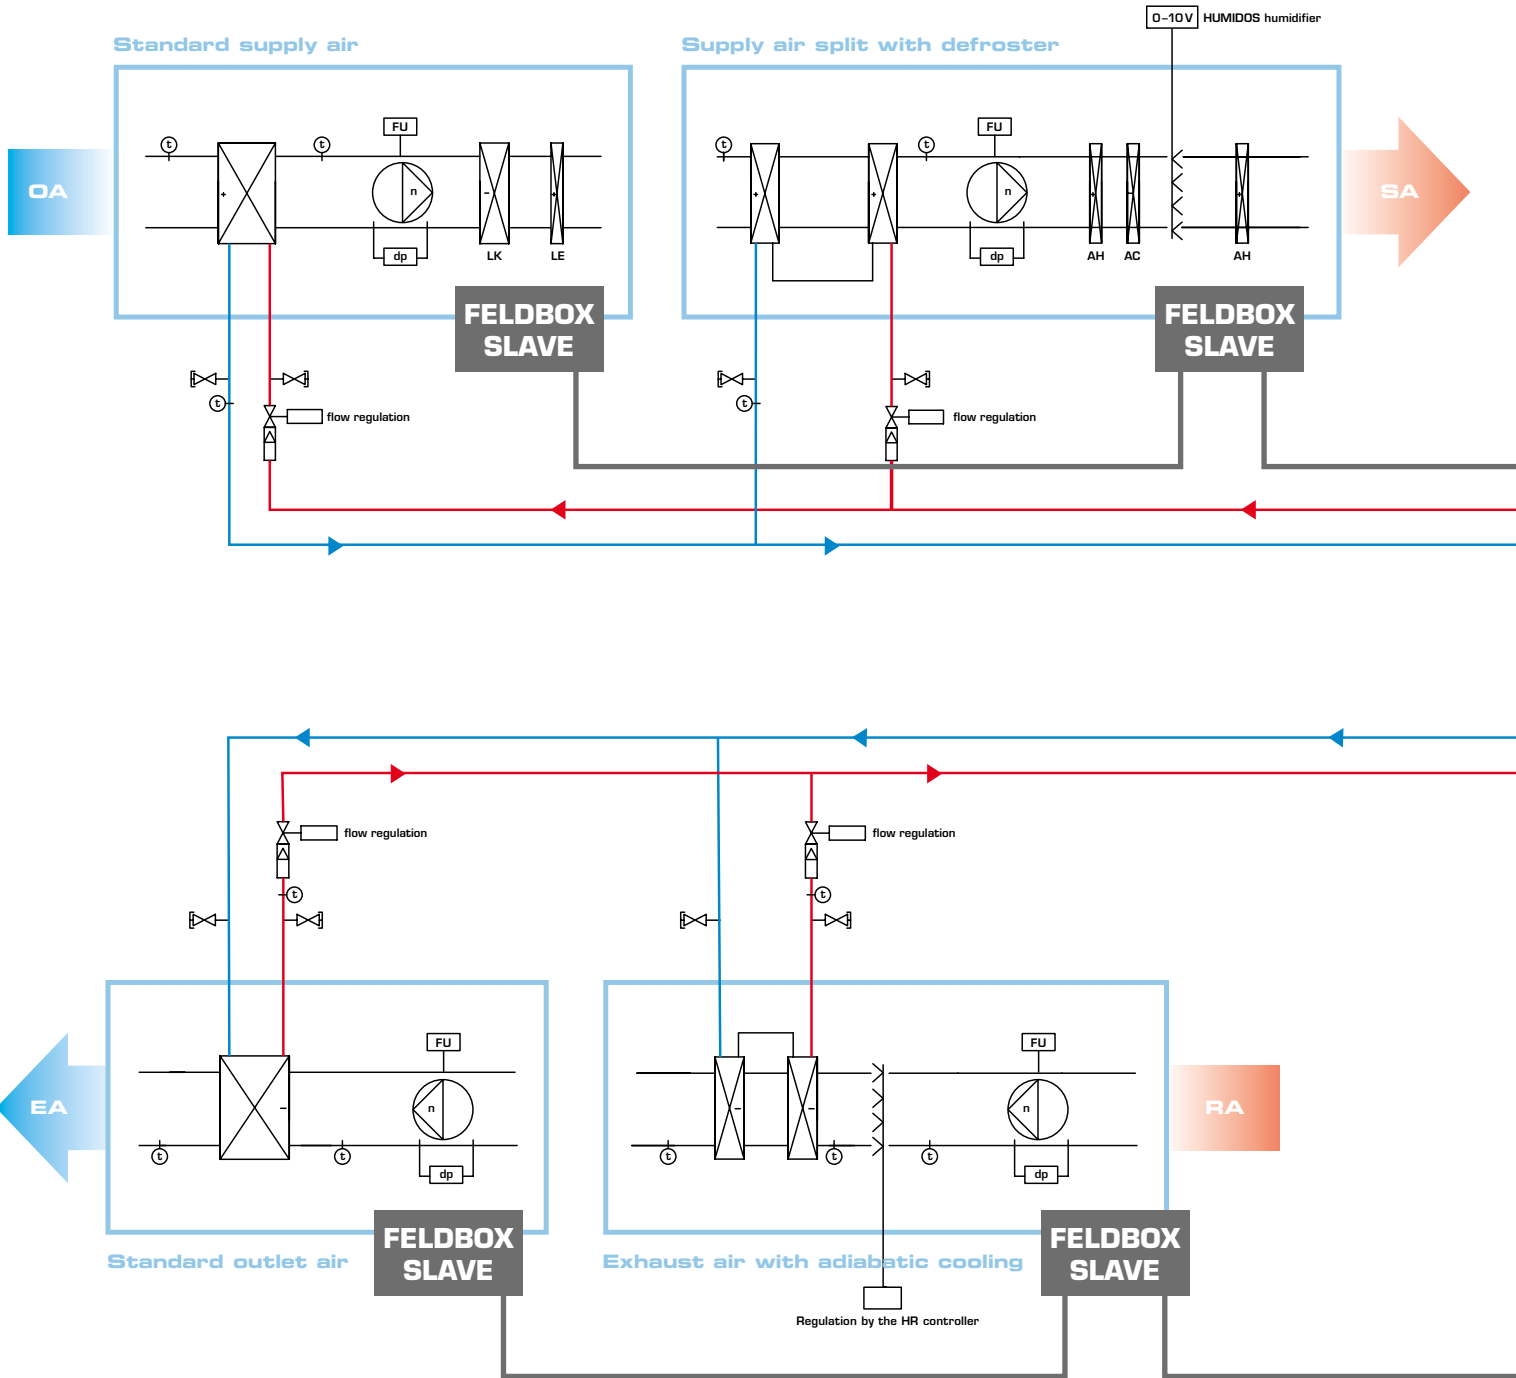 0-10V HUMIDOS humidifier
Standard supply air
Supply air split with defroster
FU
FU
t
t
t
t
OA
n
n
SA
+
-
+
+
+
+
-
+
dp
LK
LE
dp
AH
AC
AH
FELDBOX
SLAVE
FELDBOX
SLAVE
t
flow regulation
t
flow regulation
flow regulation
flow regulation
t
t
FU
FU
EA
-
n
-
-
n
RA
t
t
t
t
t
dp
dp
FELDBOX
SLAVE
FELDBOX
SLAVE
Standard outlet air
Exhaust air with adiabatic cooling
Regulation by the HR controller